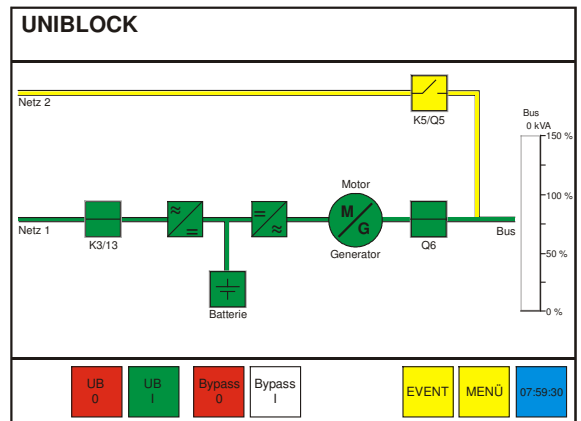 UNIBLOCK
Netz 2
K5/Q5
Bus
0 kVA
150 %
100 %
50 %
0 %
Motor
M
G
Generator
Netz 1
K3/13
Q6
Bus
Batterie
UB
0
UB
I
Bypass
0
Bypass
I
EVENT
MENÜ
07:59:30